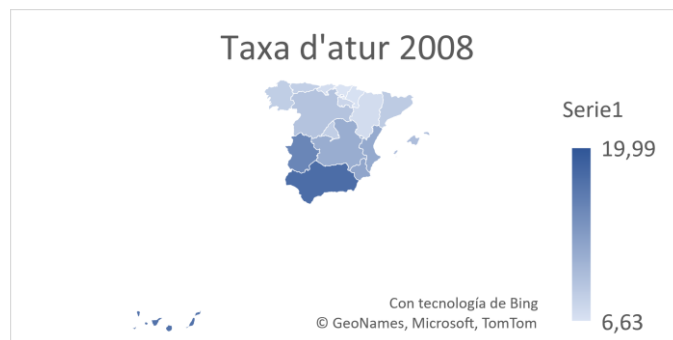 Taxa d'atur 2008
Serie1
19,99
6,63
Con tecnología de Bing
© GeoNames, Microsoft, TomTom